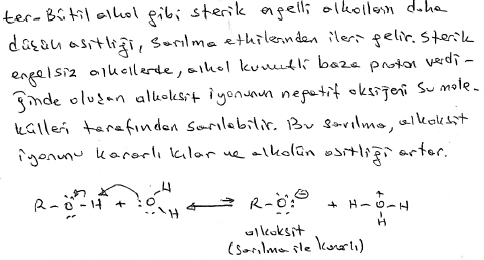 ter-Bütil alkol gibi sterik engelli alkollerin daha
düşük asitliği, sarılma etkilerinden ileri gelir. Sterik
engelsiz alkollerde, alkol kuvvetli baza proton verdi-
ğinde oluşan alkoksit iyonunun negatif oksijeni su mole-
külleri tarafından sarılabilir. Bu sarılma, alkoksit
iyonunu kararlı kılar ve alkolün asitliği artar.
H
R-O-H + :O ⇌ R-O:⊖ + H-O-H
H H
+
alkoksit
(sarılma ile kararlı)